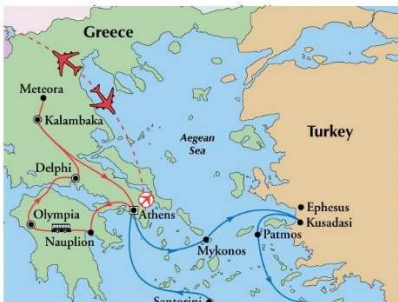 Greece
Meteora
Kalambaka
Aegean
Sea
Turkey
Delphi
Olympia
Athens
Ephesus
Kusadasi
Nauplion
Patmos
Mykonos
Santorini